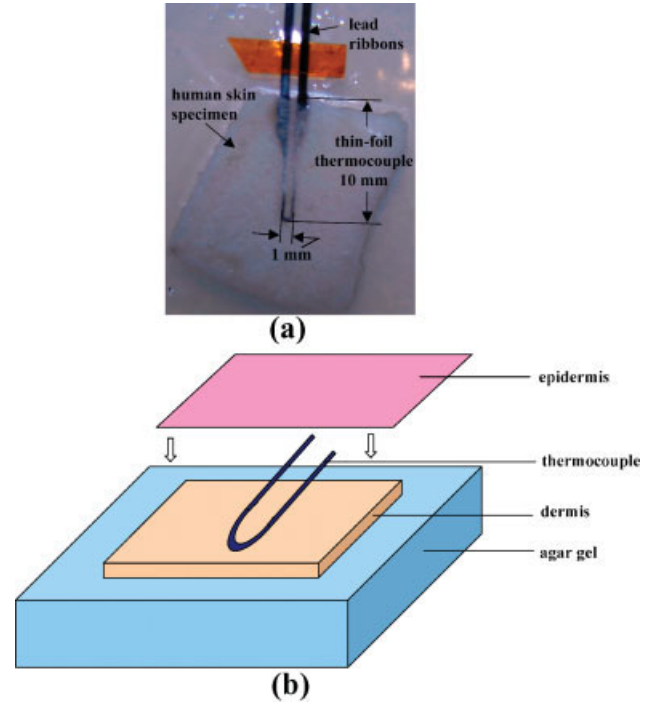 lead
ribbons
human skin
specimen
thin-foil
thermocouple
10 mm
1 mm
(a)
epidermis
thermocouple
dermis
agar gel
(b)